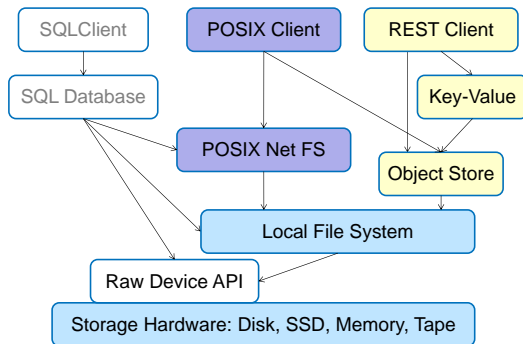 SQLClient
POSIX Client
REST Client
SQL Database
Key-Value
POSIX Net FS
Object Store
Local File System
Raw Device API
Storage Hardware: Disk, SSD, Memory, Tape